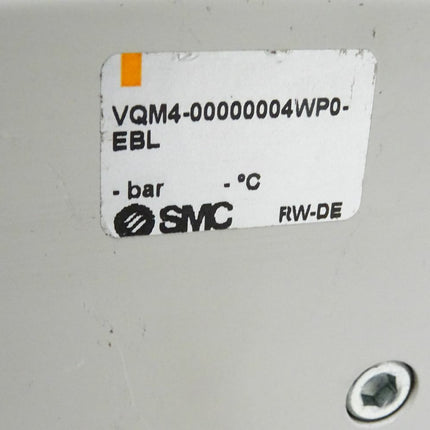 VQM4-00000004WP0-
EBL
- bar - °C
SMC RW-DE